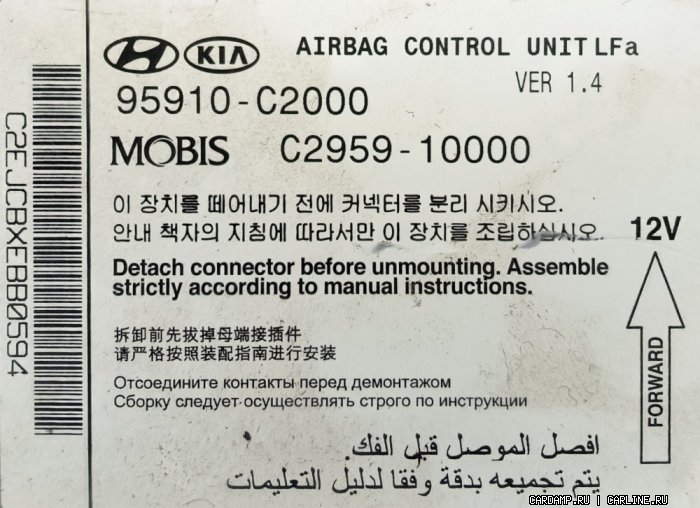 KIA
AIRBAG CONTROL UNIT LFa
VER 1.4
95910-C2000
MOBIS C2959-10000
C2EJCBXEBB0594
이 장치를 떼어내기 전에 커넥터를 분리 시키시오.
안내 책자의 지침에 따라서만 이 장치를 조립하십시오.
12V
Detach connector before unmounting. Assemble
strictly according to manual instructions.
拆卸前先拔掉母端接插件
请严格按照装配指南进行安装
FORWARD
Отсоедините контакты перед демонтажом
Сборку следует осуществлять строго по инструкции
افصل الموصل قبل الفك.
يتم تجميعه بدقة وفقا لدليل التعليمات
CARDAMP.RU | CARLINE.RU